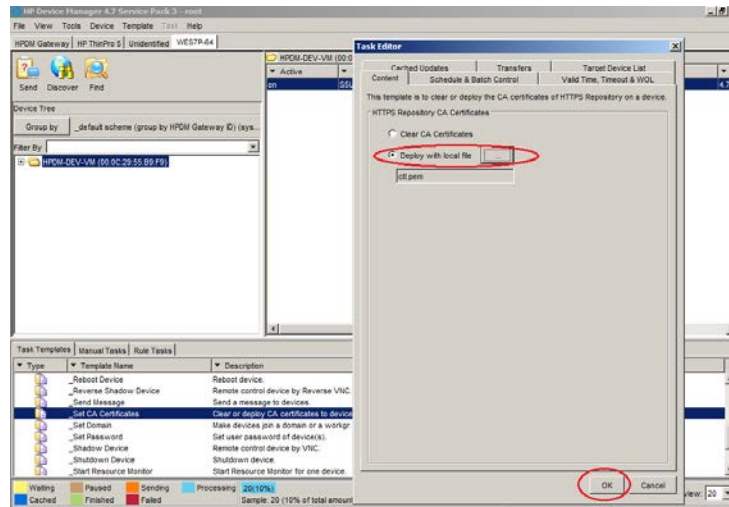 HP Device Manager 4.7 Service Pack 3 - root
File View Tools Device Template Task Help
HPDM Gateway HP ThinPro 5 Unidentified WES7P-64
Send Discover Find
Device Tree
Group by _default scheme (group by HPDM Gateway ID) (sys...
Filter By
HPDM-DEV-VM (00:0C:29:55:B9:F9)
HPDM-DEV-VM (00:0
Active
on SSL
4.7
Task Editor
Cached Updates Transfers Target Device List
Content Schedule & Batch Control Valid Time, Timeout & WOL
This template is to clear or deploy the CA certificates of HTTPS Repository on a device.
HTTPS Repository CA Certificates
Clear CA Certificates
Deploy with local file ...
ctl.pem
OK Cancel
Task Templates Manual Tasks Rule Tasks
Type Template Name Description
_Reboot Device Reboot device.
_Reverse Shadow Device Remote control device by Reverse VNC.
_Send Message Send a message to devices.
_Set CA Certificates Clear or deploy CA certificates to device
_Set Domain Make devices join a domain or a workgr
_Set Password Set user password of device(s).
_Shadow Device Remote control device by VNC.
_Shutdown Device Shutdown device.
_Start Resource Monitor Start Resource Monitor for one device.
Waiting Paused Sending Processing 20(10%)
Cached Finished Failed Sample: 20 (10% of total amount
view: 20